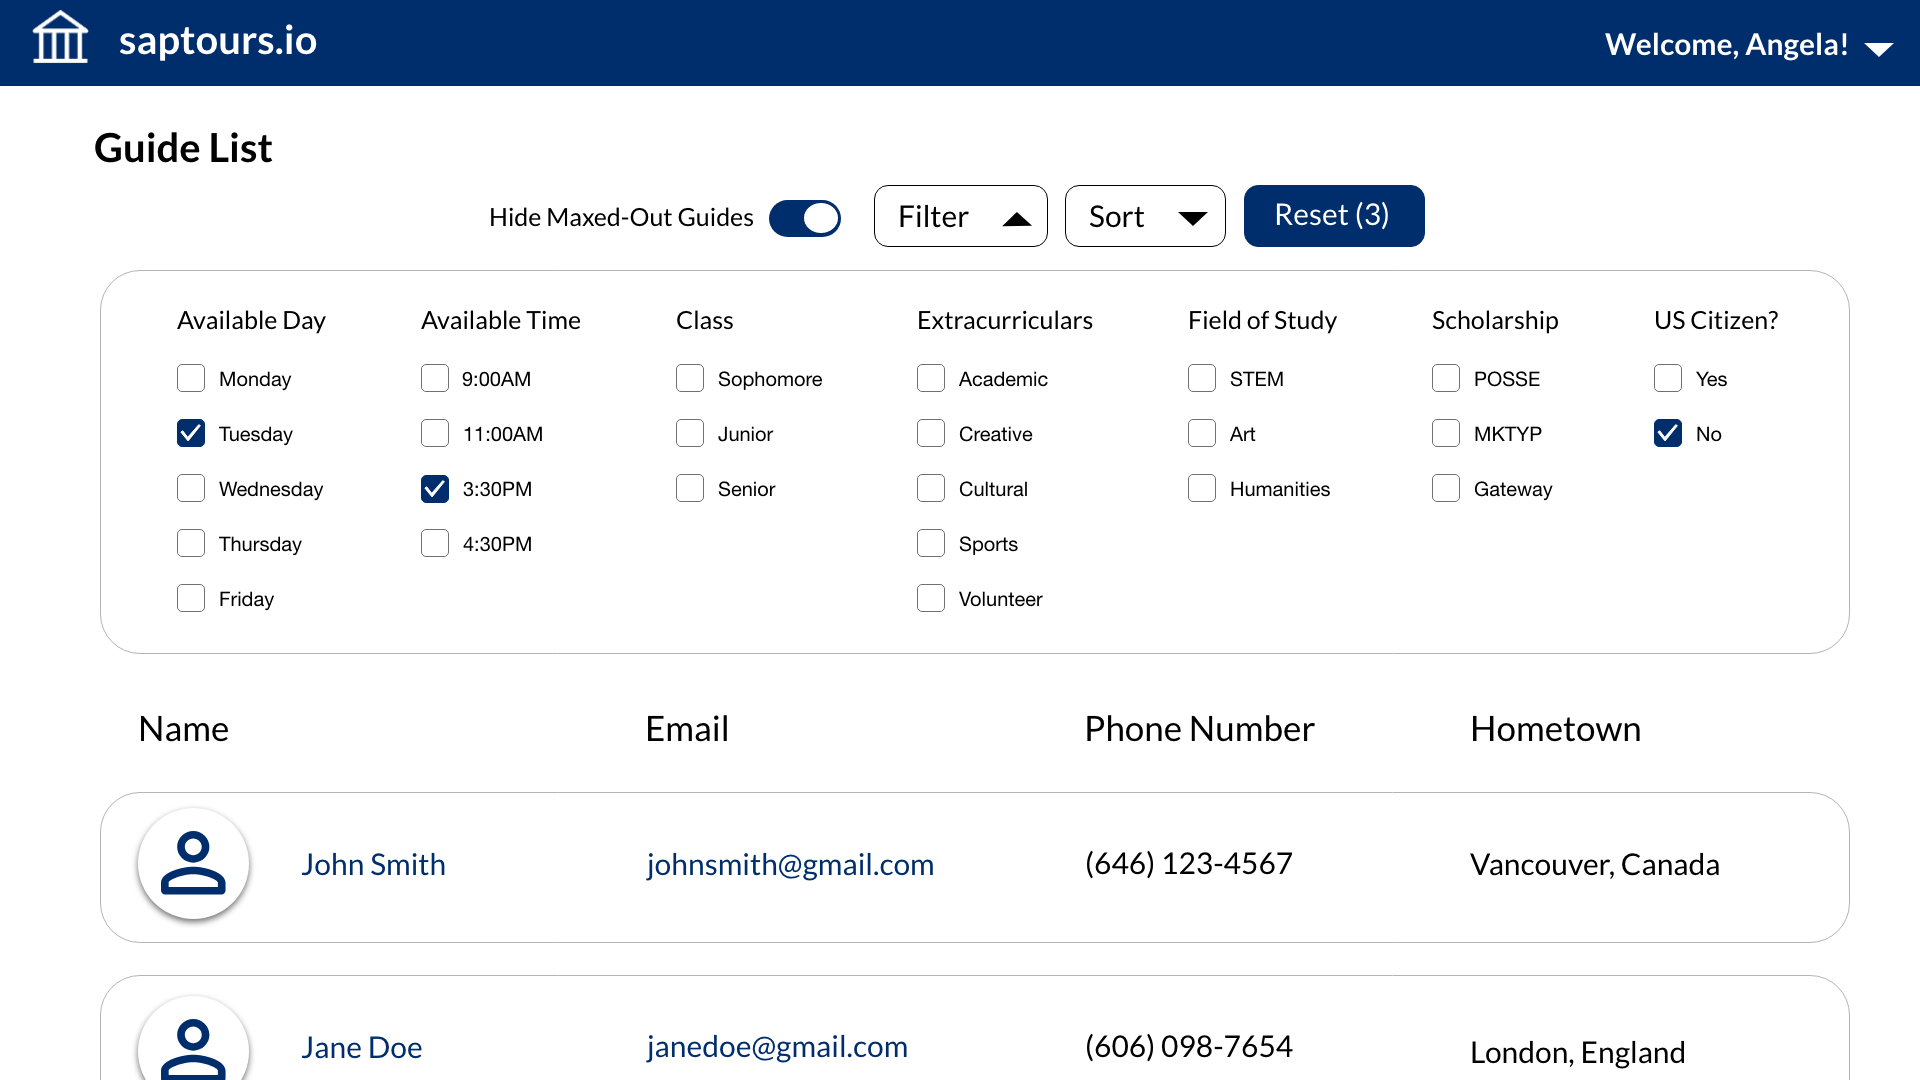 saptours.io
Welcome, Angela!
Guide List
Hide Maxed-Out Guides
Filter
Sort
Reset (3)
Available Day
Monday
Tuesday
Wednesday
Thursday
Friday
Available Time
9:00AM
11:00AM
3:30PM
4:30PM
Class
Sophomore
Junior
Senior
Extracurriculars
Academic
Creative
Cultural
Sports
Volunteer
Field of Study
STEM
Art
Humanities
Scholarship
POSSE
MKTYP
Gateway
US Citizen?
Yes
No
Name Email Phone Number Hometown
John Smith johnsmith@gmail.com (646) 123-4567 Vancouver, Canada
Jane Doe janedoe@gmail.com (606) 098-7654 London, England